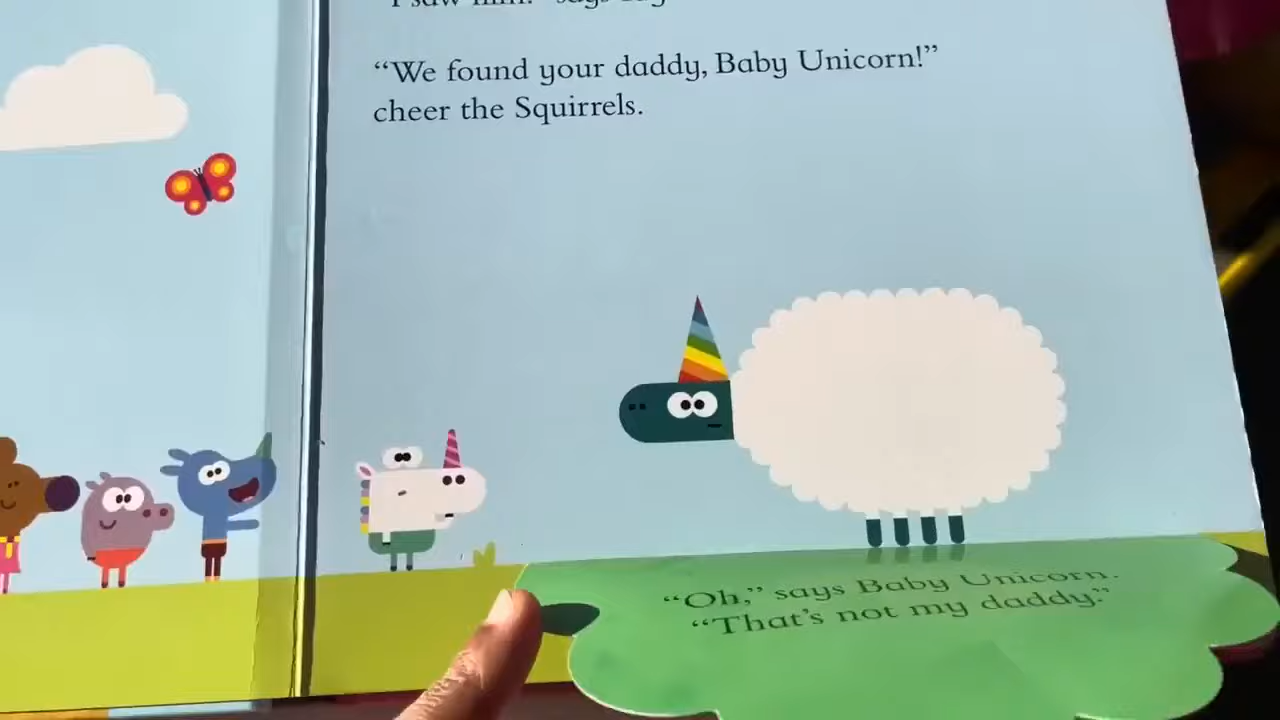 "We found your daddy, Baby Unicorn!"
cheer the Squirrels.
"Oh," says Baby Unicorn.
"That's not my daddy."